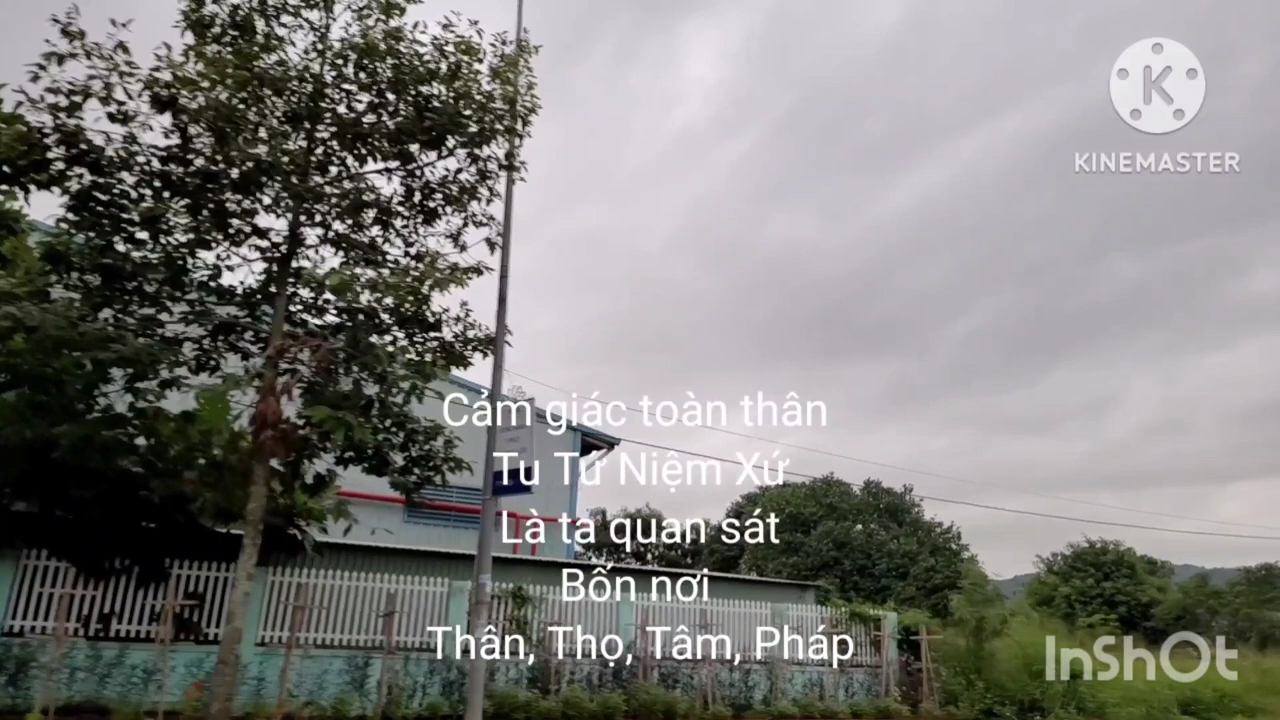 K
KINEMASTER
Cảm giác toàn thân
Tu Tứ Niệm Xứ
Là ta quan sát
Bốn nơi
Thân, Thọ, Tâm, Pháp
InShOt